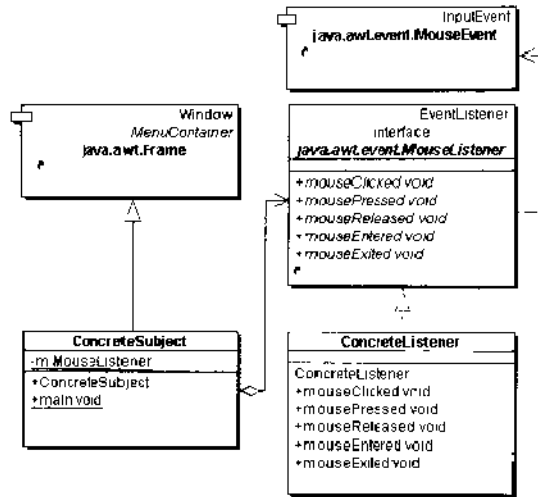 InputEvent
java.awt.event.MouseEvent
Window
MenuContainer
java.awt.Frame
EventListener
interface
java.awt.event.MouseListener
+mouseClicked void
+mousePressed void
+mouseReleased void
+mouseEntered void
+mouseExited void
ConcreteSubject
-m MouseListener
+ConcreteSubject
+main void
ConcreteListener
ConcreteListener
+mouseClicked void
+mousePressed void
+mouseReleased void
+mouseEntered void
+mouseExited void